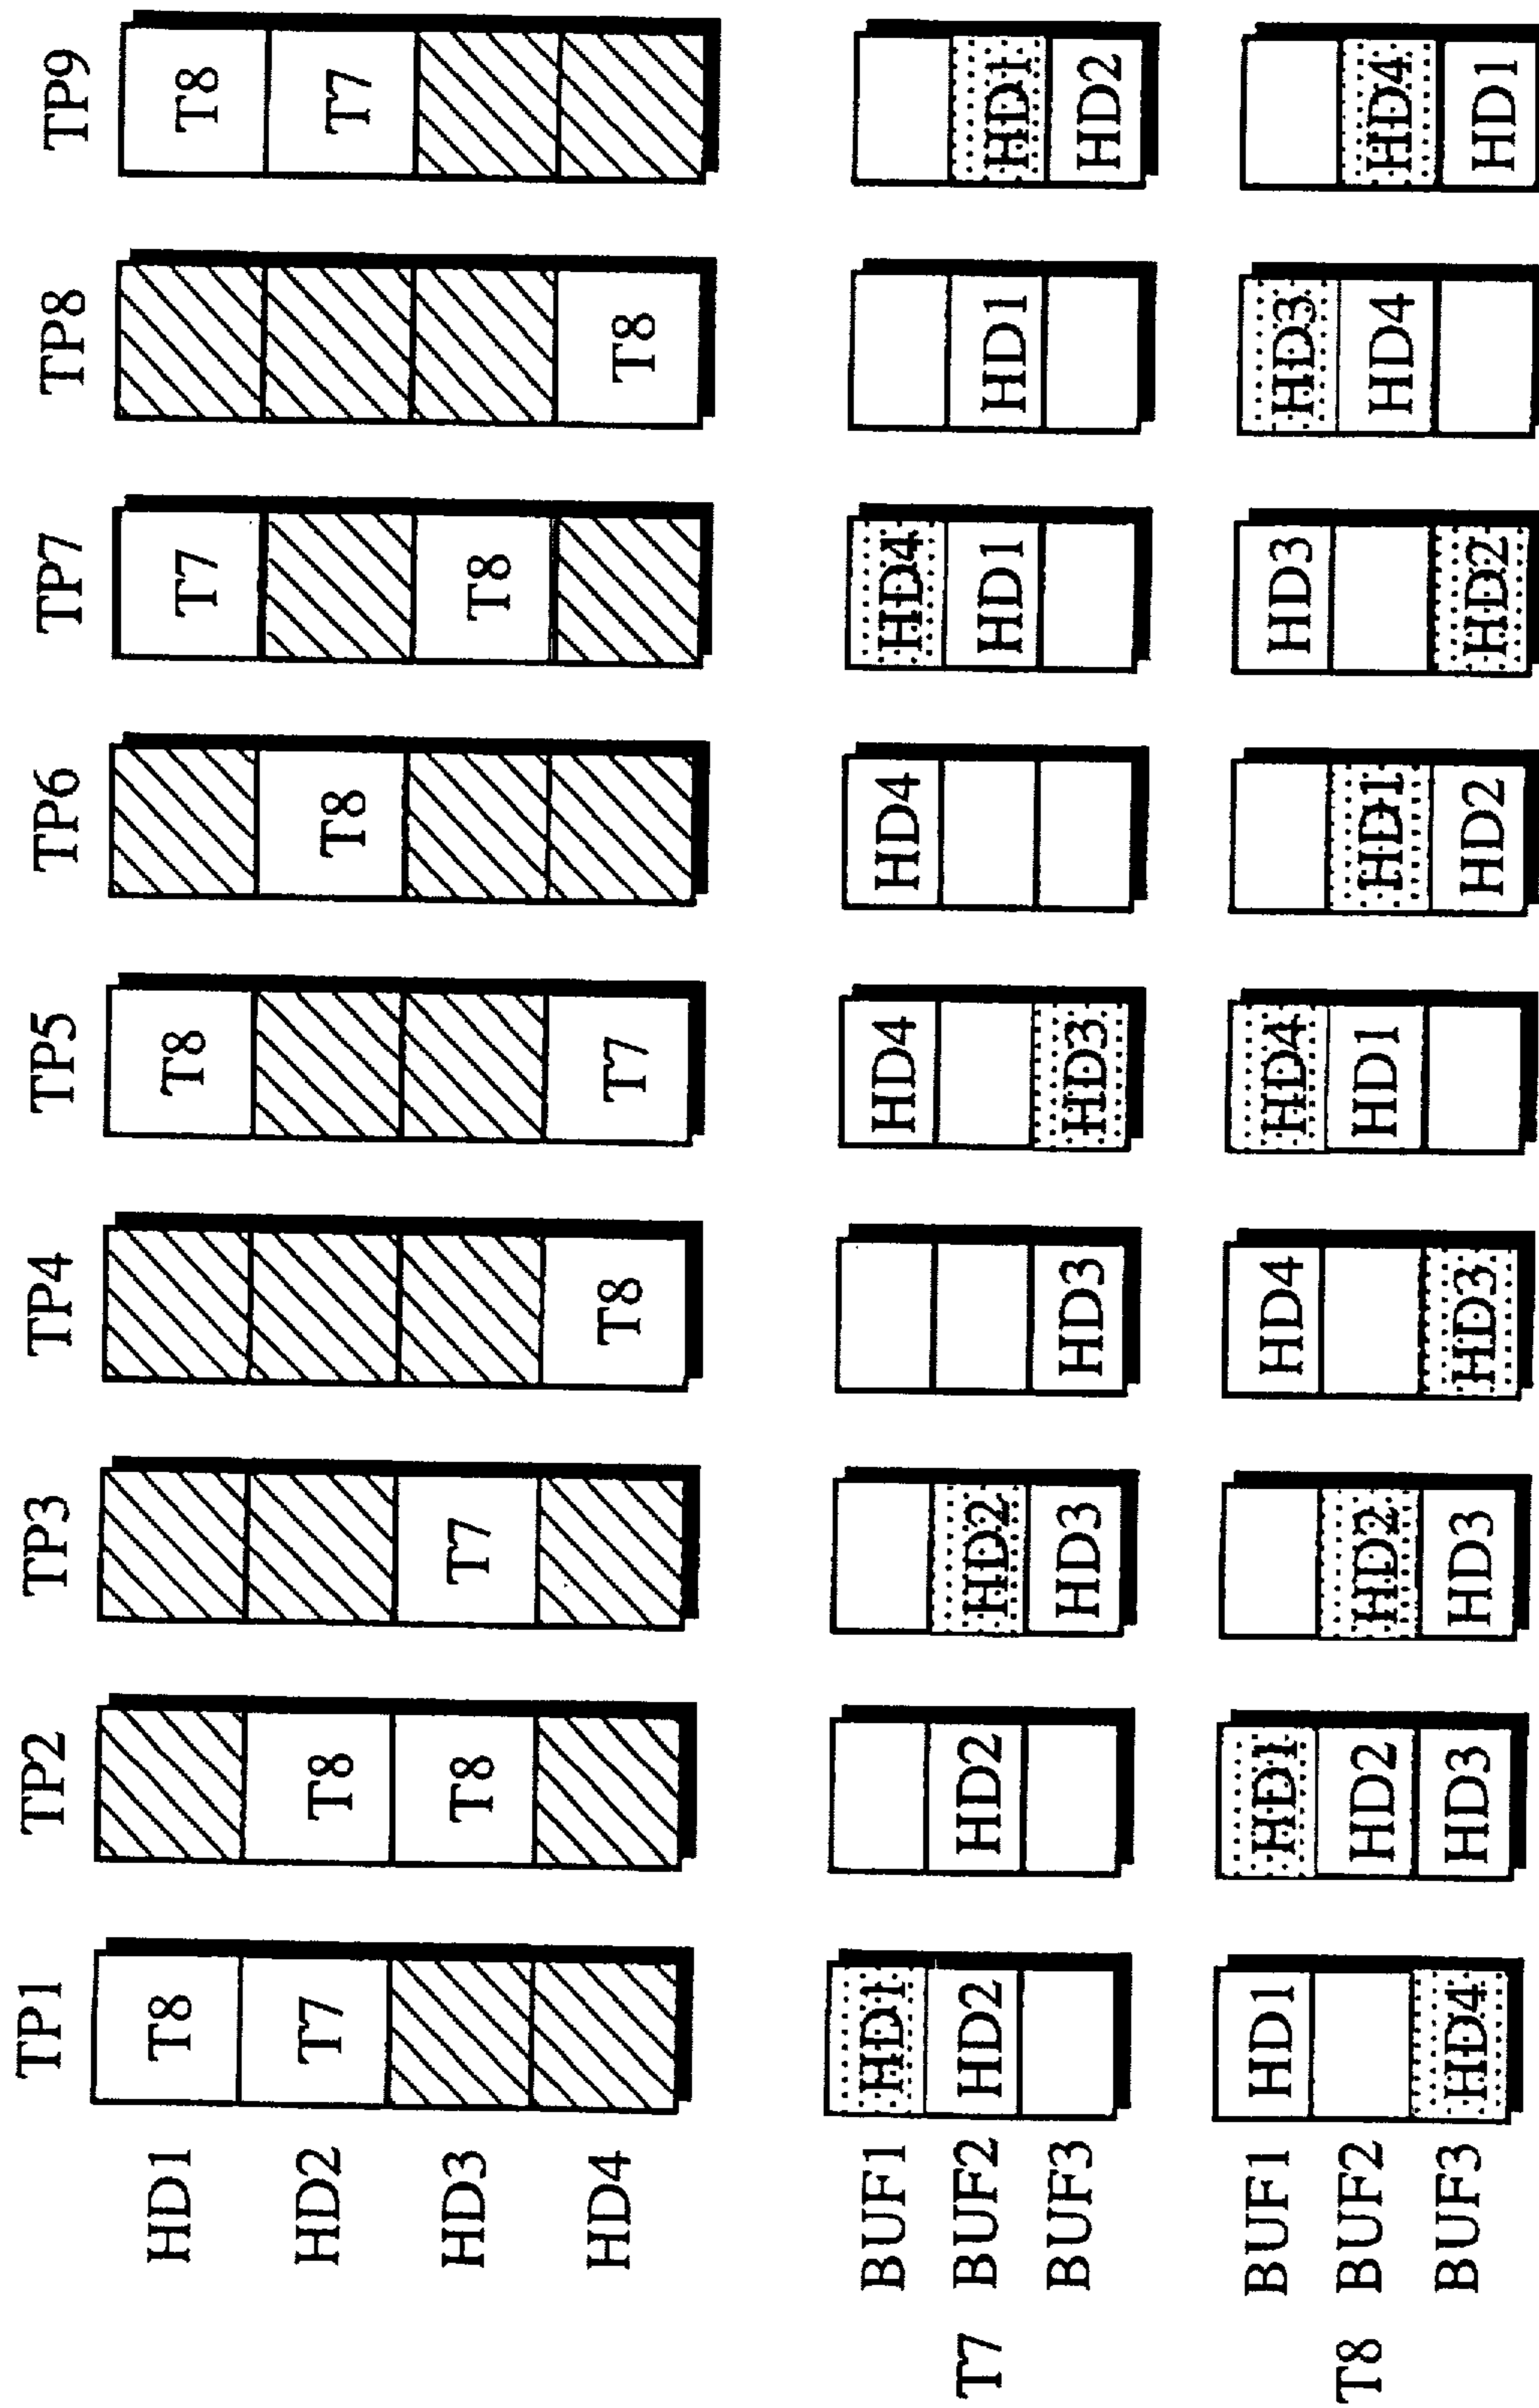 TP1 TP2 TP3 TP4 TP5 TP6 TP7 TP8 TP9
HD1 T8 T8 T7 T8
HD2 T7 T8 T8 T7
HD3 T8 T7 T8
HD4 T8 T7 T8
BUF1 HD1 HD4 HD4 HD4
T7 BUF2 HD2 HD2 HD2 HD1 HD1 HD1
BUF3 HD3 HD3 HD3 HD2
BUF1 HD1 HD1 HD4 HD4 HD3 HD3
T8 BUF2 HD2 HD2 HD1 HD1 HD4 HD4
BUF3 HD4 HD3 HD3 HD3 HD2 HD2 HD1